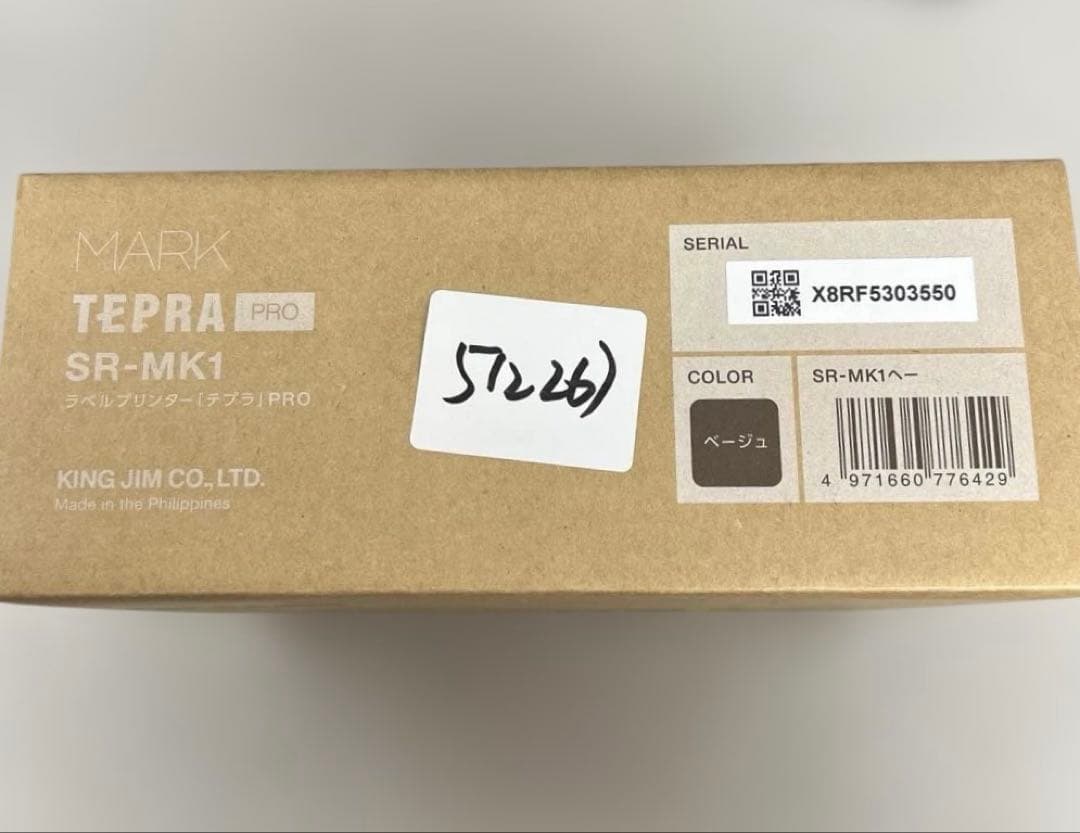 MARK
TEPRA PRO
SR-MK1
ラベルプリンター「テプラ」PRO
KING JIM CO.,LTD.
Made in the Philippines
SERIAL
X8RF5303550
COLOR
ベージュ
SR-MK1ヘー
4 971660 776429